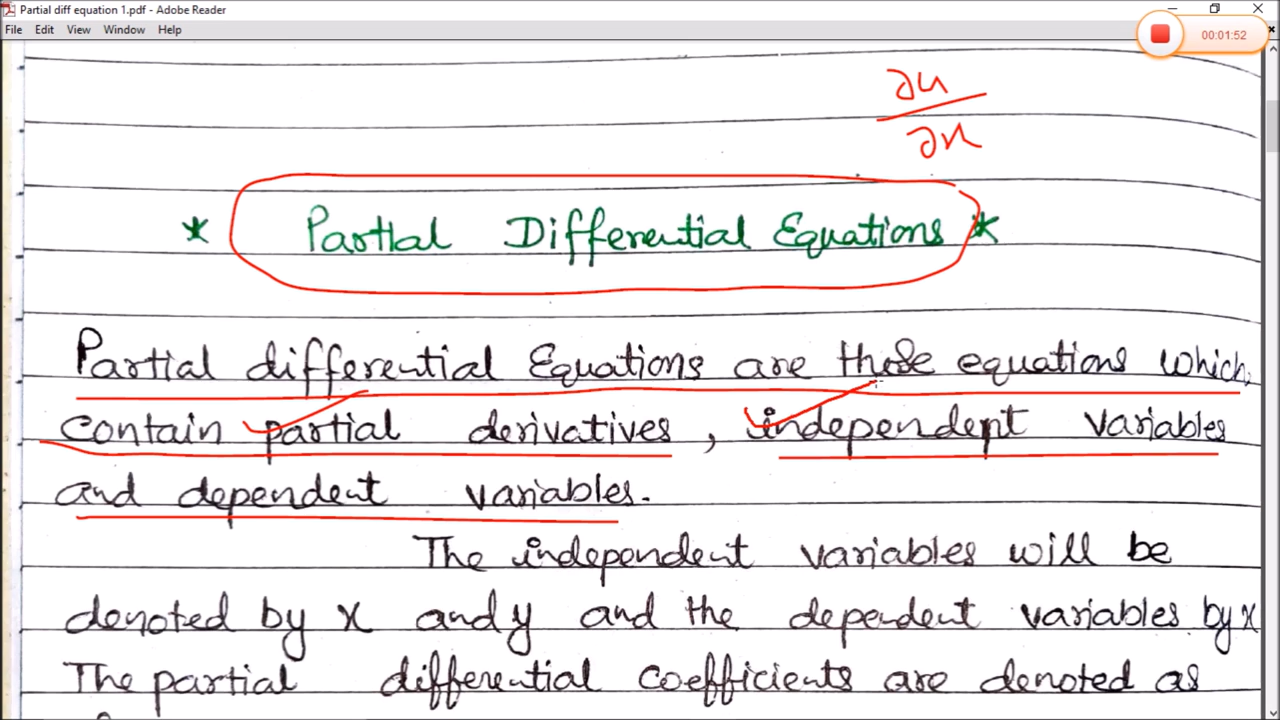 Partial diff equation 1.pdf - Adobe Reader
File Edit View Window Help
00:01:52
∂u
∂x
* Partial Differential Equations *
Partial differential Equations are those equations which
contain partial derivatives, independent variables
and dependent variables.
The independent variables will be
denoted by x and y and the dependent variables by x
The partial differential coefficients are denoted as